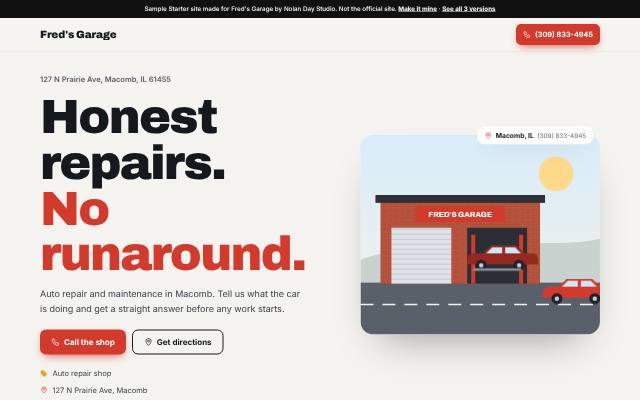 Sample Starter site made for Fred's Garage by Nolan Day Studio. Not the official site. Make it mine · See all 3 versions
Fred's Garage
(309) 833-4945
127 N Prairie Ave, Macomb, IL 61455
Honest
repairs.
No
runaround.
Auto repair and maintenance in Macomb. Tell us what the car
is doing and get a straight answer before any work starts.
Call the shop
Get directions
Auto repair shop
127 N Prairie Ave, Macomb
Macomb, IL (309) 833-4945
FRED'S GARAGE